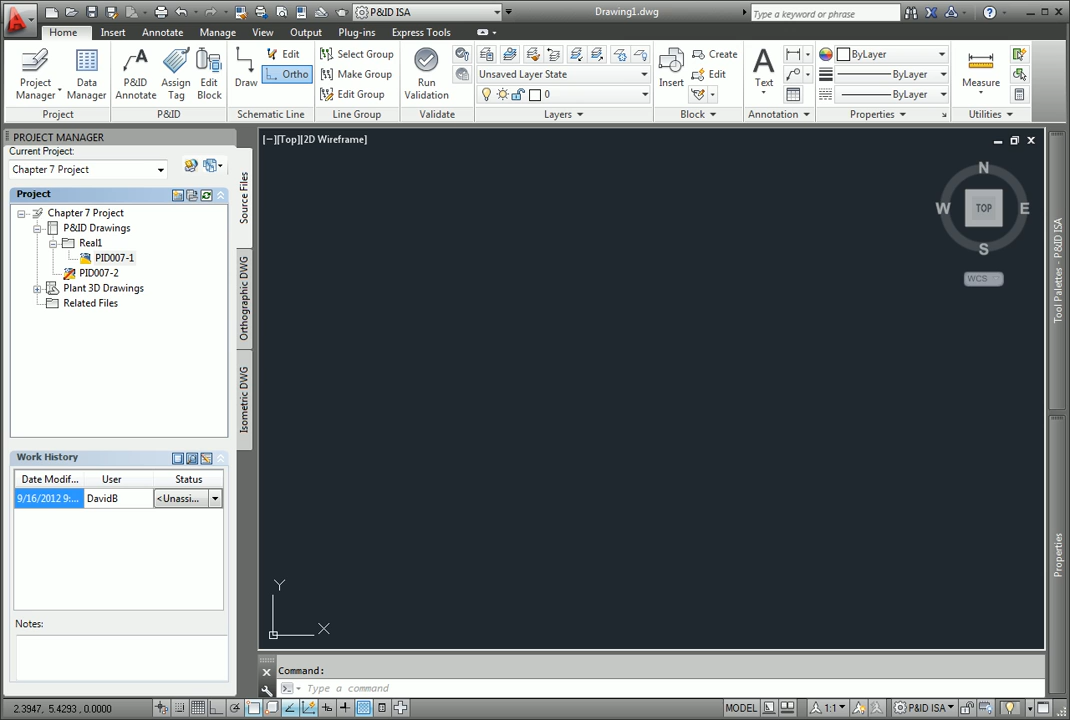 P&ID ISA
Drawing1.dwg
Type a keyword or phrase
Home
Insert
Annotate
Manage
View
Output
Plug-ins
Express Tools
Project Manager
Data Manager
Project
P&ID Annotate
Assign Tag
Edit Block
P&ID
Draw
Edit
Ortho
Schematic Line
Select Group
Make Group
Edit Group
Line Group
Run Validation
Validate
Unsaved Layer State
0
Layers
Insert
Create
Edit
Block
Text
Annotation
ByLayer
ByLayer
ByLayer
Properties
Measure
Utilities
PROJECT MANAGER
Current Project:
Chapter 7 Project
Project
Chapter 7 Project
P&ID Drawings
Real1
PID007-1
PID007-2
Plant 3D Drawings
Related Files
Source Files
Orthographic DWG
Isometric DWG
Work History
Date Modif... User Status
9/16/2012 9:... DavidB <Unassi...
Notes:
[−][Top][2D Wireframe]
N
W TOP E
S
WCS
Tool Palettes - P&ID ISA
Properties
Y
X
Command:
Type a command
2.3947, 5.4293, 0.0000
MODEL
1:1
P&ID ISA